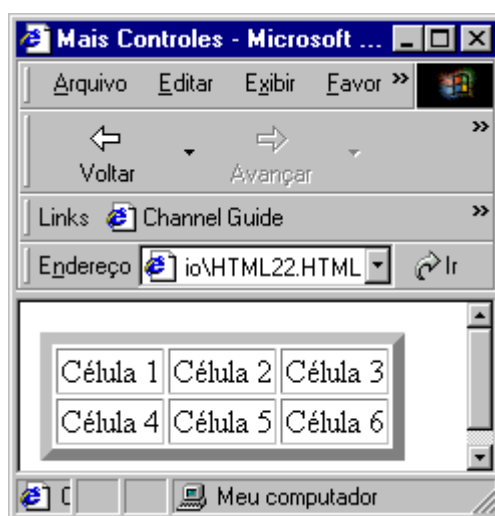 Mais Controles - Microsoft ...
Arquivo Editar Exibir Favor »
Voltar Avançar »
Links Channel Guide »
Endereço io\HTML22.HTML Ir
Célula 1 Célula 2 Célula 3
Célula 4 Célula 5 Célula 6
Meu computador